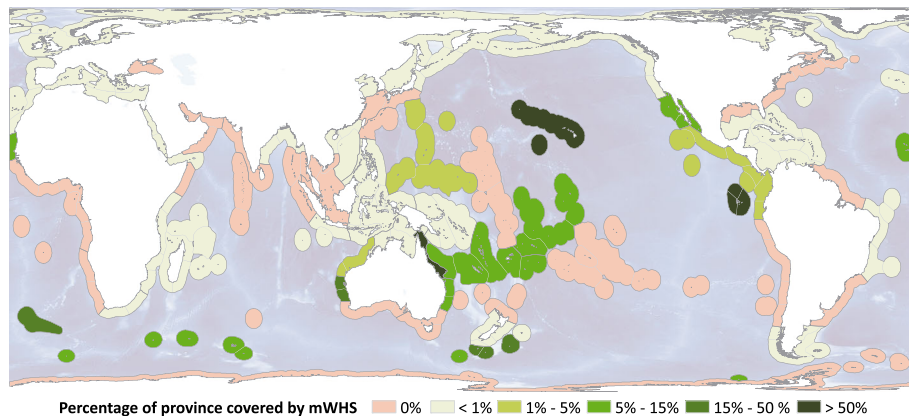 Percentage of province covered by mWHS 0% < 1% 1% - 5% 5% - 15% 15% - 50 % > 50%